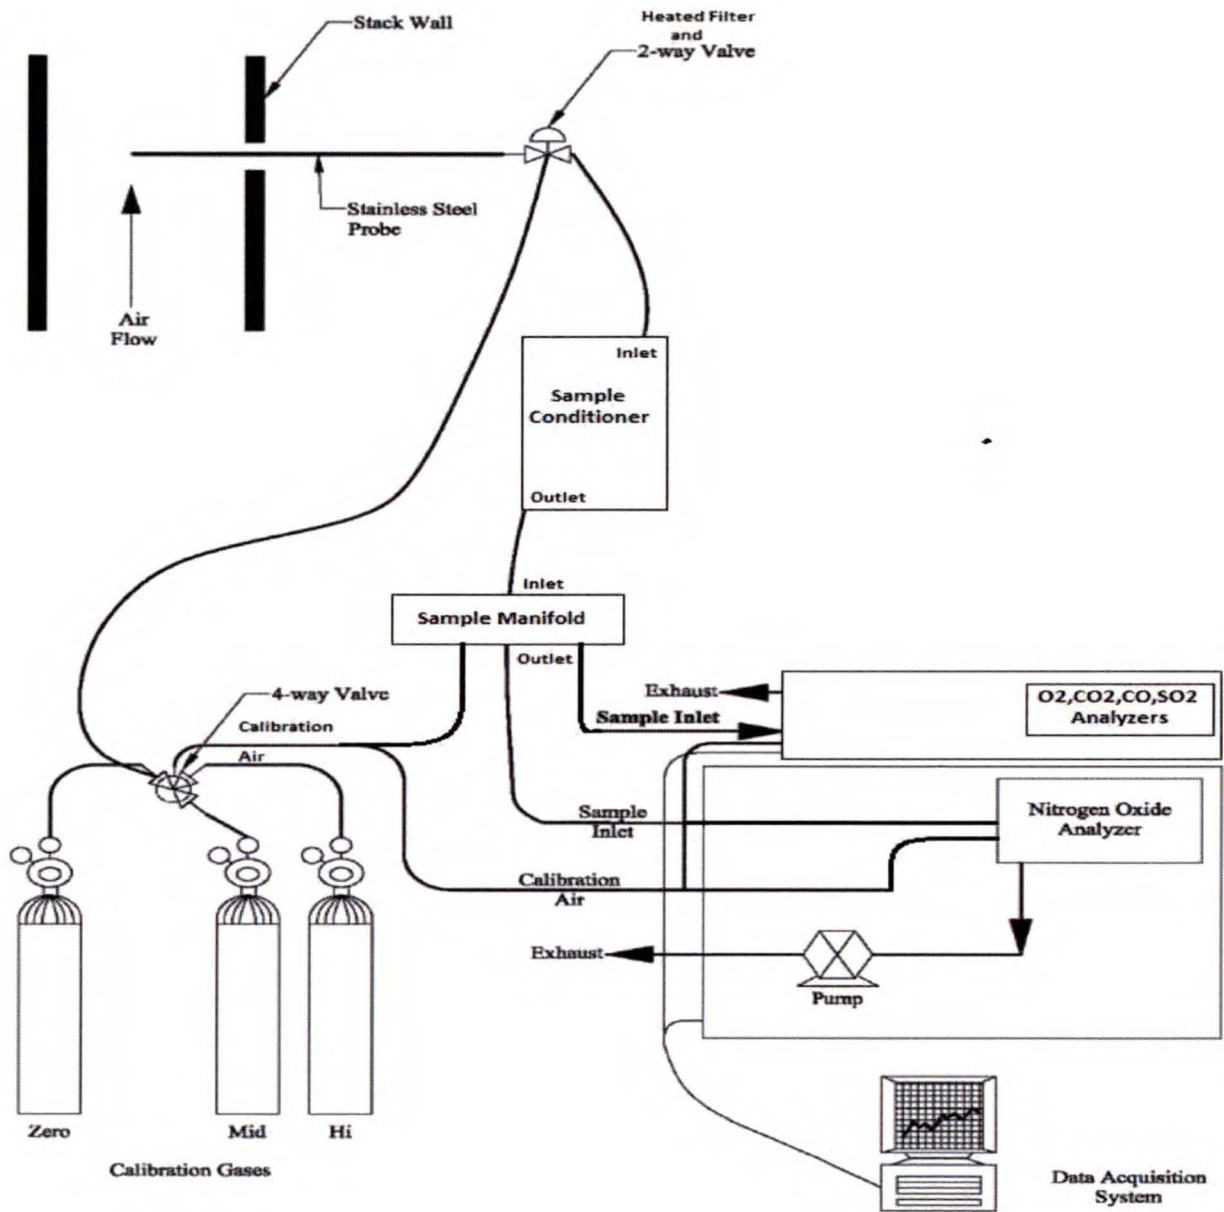 Stack Wall
Heated Filter
and
2-way Valve
Stainless Steel
Probe
Air
Flow
Inlet
Sample
Conditioner
Outlet
Inlet
Sample Manifold
Outlet
4-way Valve
Calibration
Air
Exhaust
Sample Inlet
O2,CO2,CO,SO2
Analyzers
Sample
Inlet
Nitrogen Oxide
Analyzer
Calibration
Air
Exhaust
Pump
Zero
Mid
Hi
Calibration Gases
Data Acquisition
System